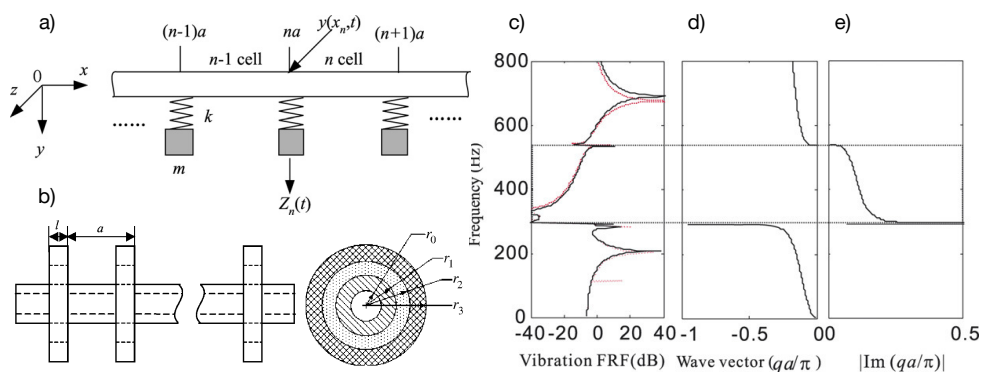 a)
(n-1)a
na
y(xₙ,t)
(n+1)a
n-1 cell
n cell
0
x
z
y
......
k
......
m
Zₙ(t)
b)
l
a
r₀
r₁
r₂
r₃
c)
d)
e)
Frequency (Hz)
800
600
400
200
0
-40 -20 0 20 40
-1 -0.5 0
0 0.5
Vibration FRF(dB)
Wave vector (qa/π)
|Im (qa/π)|